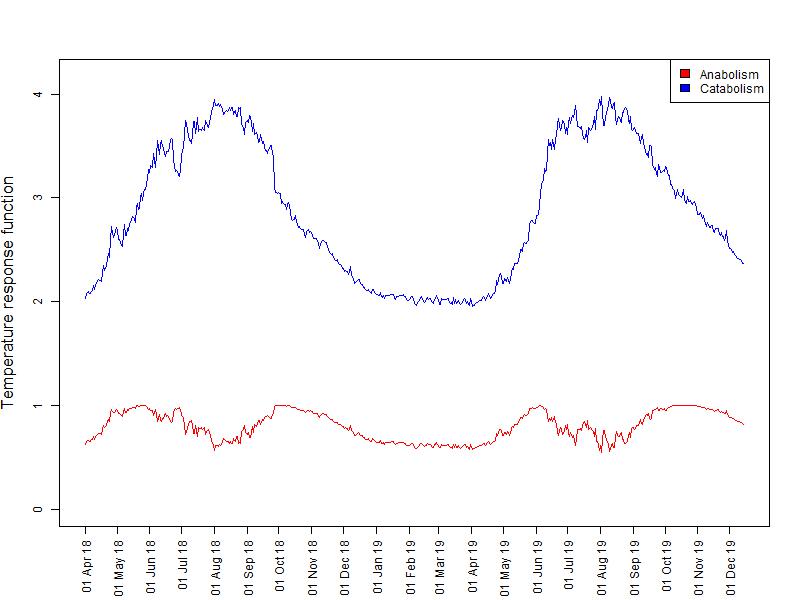 Anabolism
Catabolism
Temperature response function
4
3
2
1
0
01 Apr 18
01 May 18
01 Jun 18
01 Jul 18
01 Aug 18
01 Sep 18
01 Oct 18
01 Nov 18
01 Dec 18
01 Jan 19
01 Feb 19
01 Mar 19
01 Apr 19
01 May 19
01 Jun 19
01 Jul 19
01 Aug 19
01 Sep 19
01 Oct 19
01 Nov 19
01 Dec 19